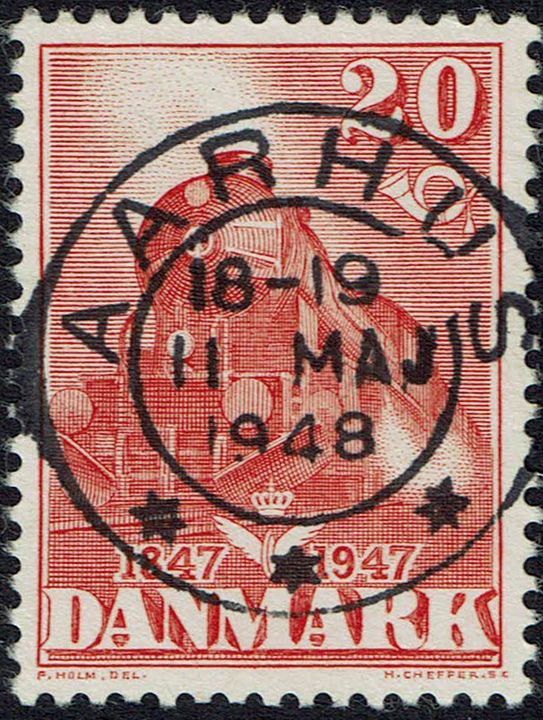 20
AARHUS
18-19
11 MAJ
1948
1847 1947
DANMARK
P. HOLM, DEL. H. CHEFFER. SC